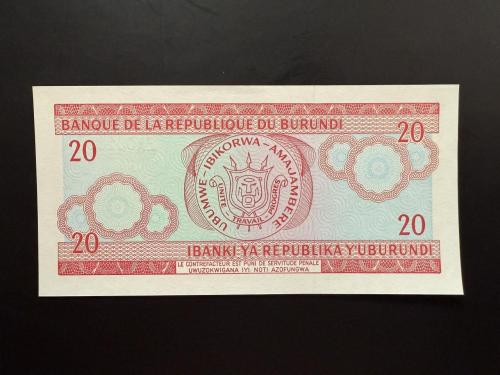 BANQUE DE LA REPUBLIQUE DU BURUNDI
20
20
UBUMWE-IBIKORWA-AMAJAMBERE
UNITE-TRAVAIL-PROGRES
20
20
IBANKI YA REPUBLIKA Y'UBURUNDI
LE CONTREFACTEUR EST PUNI DE SERVITUDE PENALE
UWUZOKWIGANA IYI NOTI AZOFUNGWA